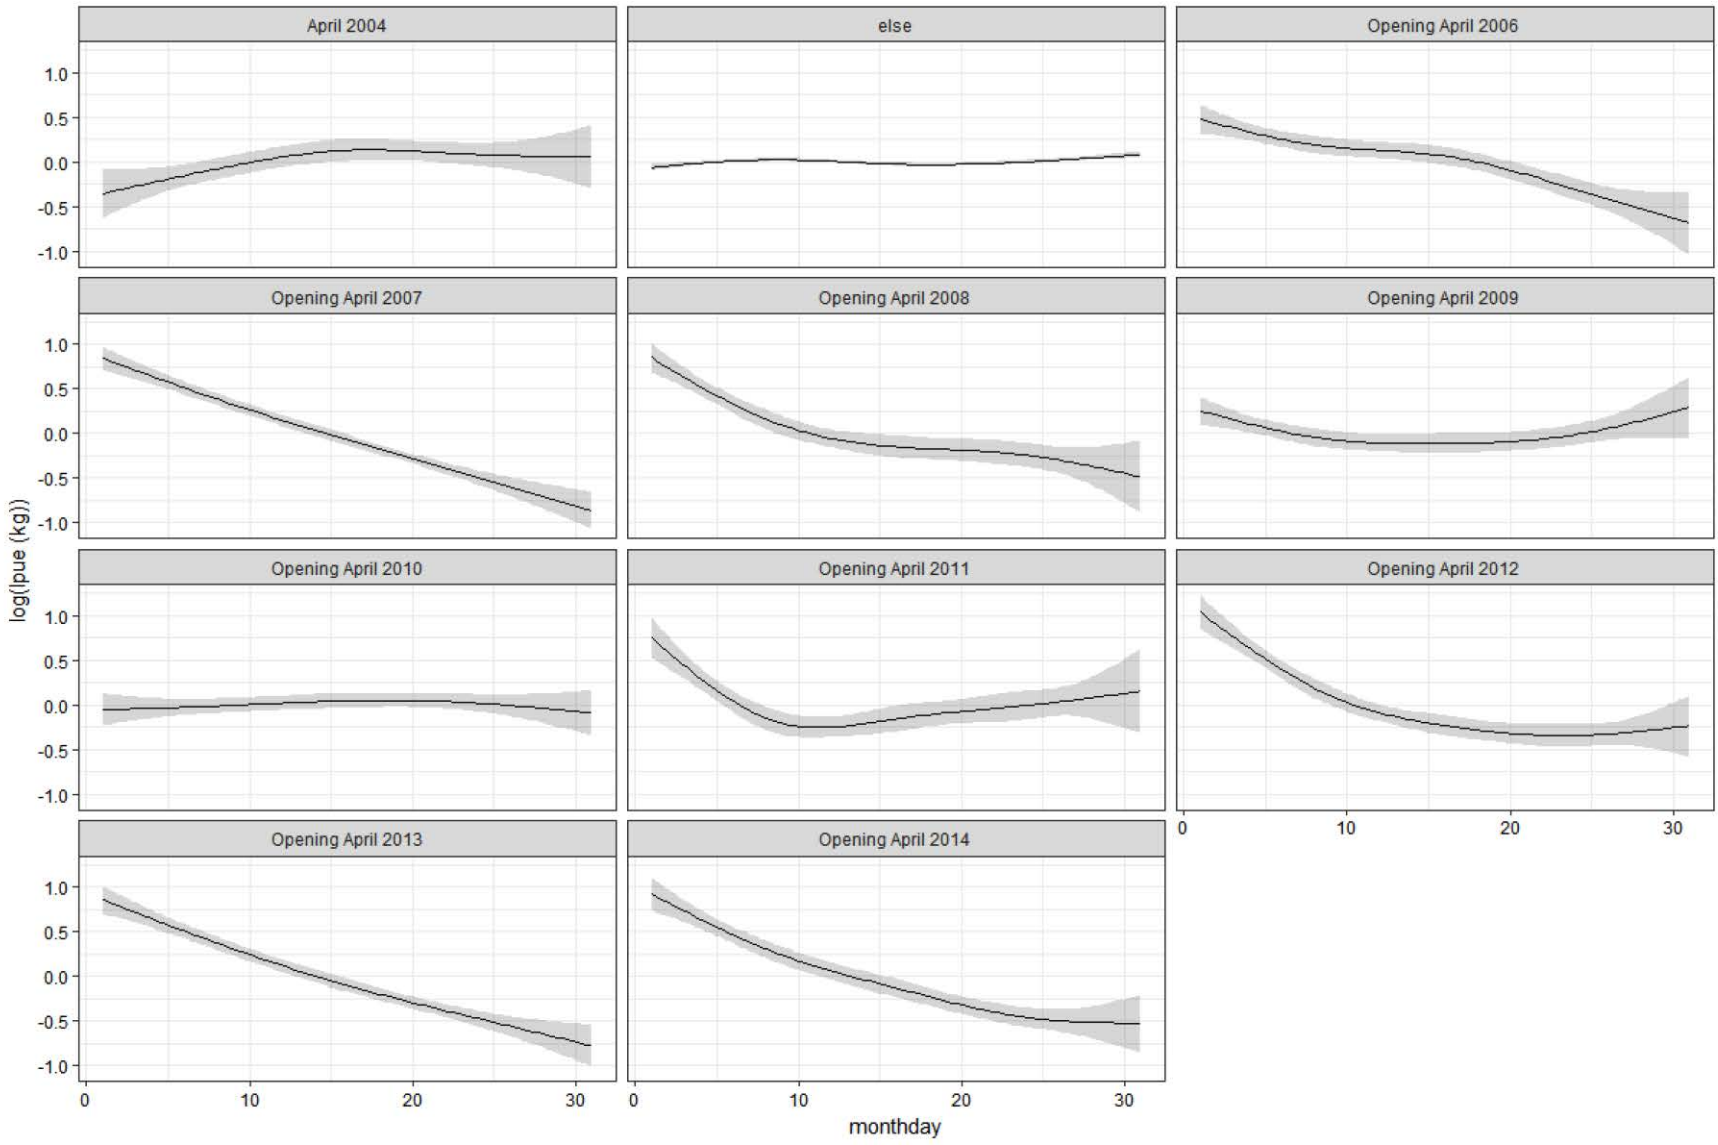 April 2004
else
Opening April 2006
1.0
0.5
0.0
-0.5
-1.0
Opening April 2007
Opening April 2008
Opening April 2009
1.0
0.5
0.0
-0.5
-1.0
log(lpue (kg))
Opening April 2010
Opening April 2011
Opening April 2012
1.0
0.5
0.0
-0.5
-1.0
0 10 20 30
Opening April 2013
Opening April 2014
1.0
0.5
0.0
-0.5
-1.0
0 10 20 30
0 10 20 30
monthday